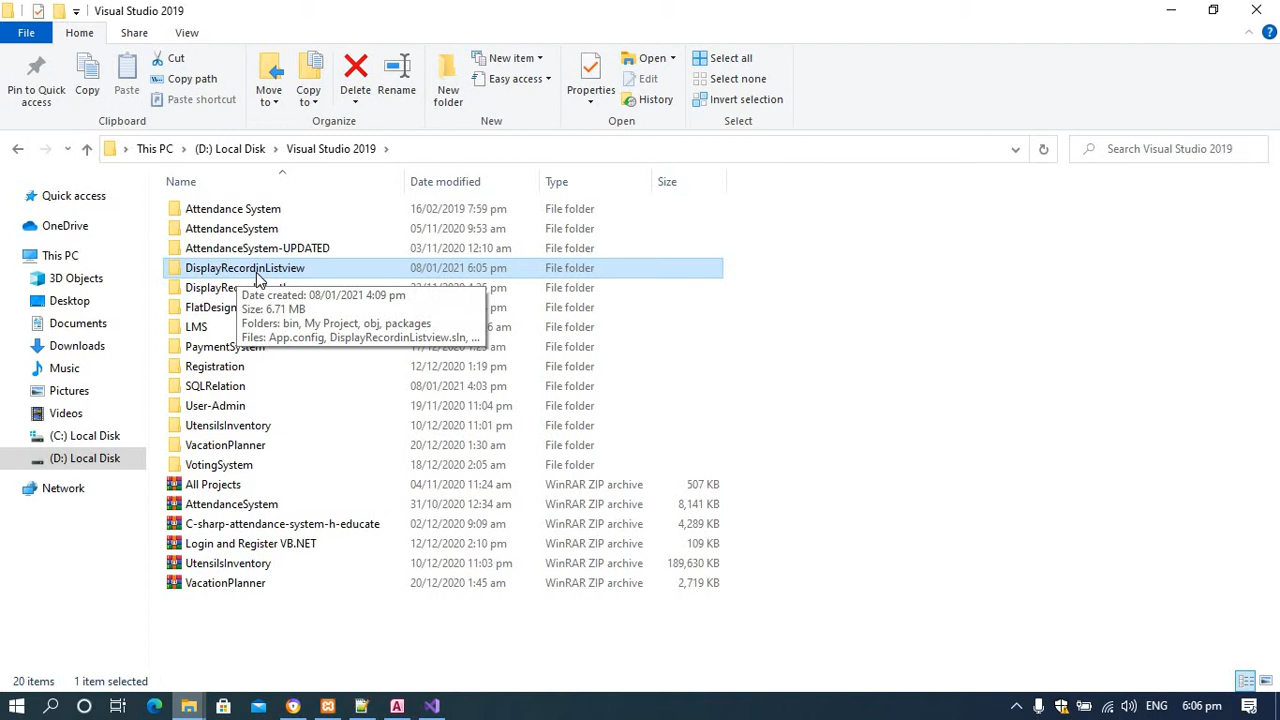 Visual Studio 2019
File
Home
Share
View
Pin to Quick access
Copy
Paste
Cut
Copy path
Paste shortcut
Clipboard
Move to
Copy to
Delete
Rename
Organize
New folder
New item
Easy access
New
Properties
Open
Edit
History
Open
Select all
Select none
Invert selection
Select
This PC > (D:) Local Disk > Visual Studio 2019 >
Search Visual Studio 2019
Quick access
OneDrive
This PC
3D Objects
Desktop
Documents
Downloads
Music
Pictures
Videos
(C:) Local Disk
(D:) Local Disk
Network
Name Date modified Type Size
Attendance System 16/02/2019 7:59 pm File folder
AttendanceSystem 05/11/2020 9:53 am File folder
AttendanceSystem-UPDATED 03/11/2020 12:10 am File folder
DisplayRecordinListview 08/01/2021 6:05 pm File folder
File folder
FlatDesign File folder
LMS File folder
Date created: 08/01/2021 4:09 pm
Size: 6.71 MB
Folders: bin, My Project, obj, packages
Files: App.config, DisplayRecordinListview.sln, ...
PaymentSystem File folder
Registration 12/12/2020 1:19 pm File folder
SQLRelation 08/01/2021 4:03 pm File folder
User-Admin 19/11/2020 11:04 pm File folder
UtensilsInventory 10/12/2020 11:01 pm File folder
VacationPlanner 20/12/2020 1:30 am File folder
VotingSystem 18/12/2020 2:05 am File folder
All Projects 04/11/2020 11:24 am WinRAR ZIP archive 507 KB
AttendanceSystem 31/10/2020 12:34 am WinRAR ZIP archive 8,141 KB
C-sharp-attendance-system-h-educate 02/12/2020 9:09 am WinRAR ZIP archive 4,289 KB
Login and Register VB.NET 12/12/2020 2:10 pm WinRAR ZIP archive 109 KB
UtensilsInventory 10/12/2020 11:03 pm WinRAR ZIP archive 189,630 KB
VacationPlanner 20/12/2020 1:45 am WinRAR ZIP archive 2,719 KB
20 items 1 item selected
ENG 6:06 pm